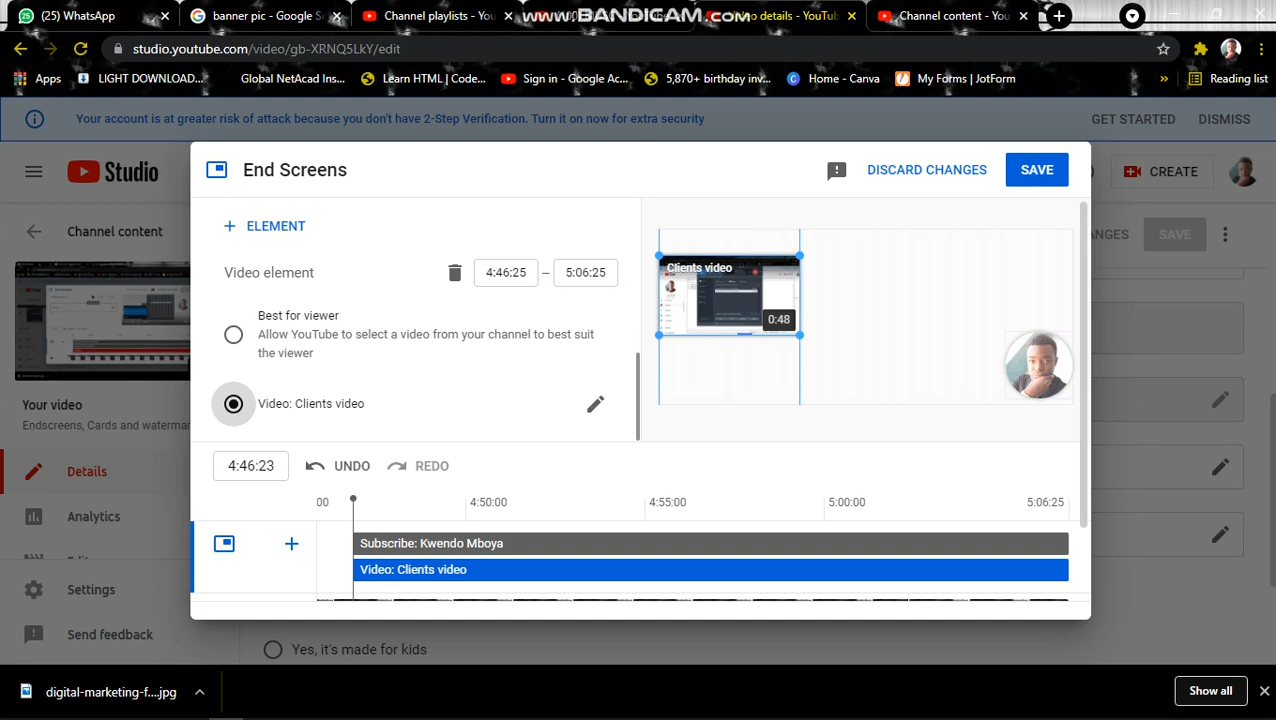 (25) WhatsApp
banner pic – Google Se
Channel playlists - You
www.BANDICAM.com
deo details - YouTub
Channel content - You
studio.youtube.com/video/gb-XRNQ5LkY/edit
Apps
LIGHT DOWNLOAD...
Global NetAcad Ins...
Learn HTML | Code...
Sign in - Google Ac...
5,870+ birthday inv...
Home - Canva
My Forms | JotForm
»
Reading list
Your account is at greater risk of attack because you don't have 2-Step Verification. Turn it on now for extra security
GET STARTED
DISMISS
Studio
CREATE
End Screens
DISCARD CHANGES
SAVE
Channel content
ANGES
SAVE
+ ELEMENT
Video element
4:46:25 – 5:06:25
Best for viewer
Allow YouTube to select a video from your channel to best suit
the viewer
Video: Clients video
Clients video
0:48
Your video
Endscreens, Cards and waterma
4:46:23
UNDO
REDO
Details
Analytics
Settings
Send feedback
00
4:50:00
4:55:00
5:00:00
5:06:25
Subscribe: Kwendo Mboya
Video: Clients video
Yes, it's made for kids
digital-marketing-f....jpg
Show all